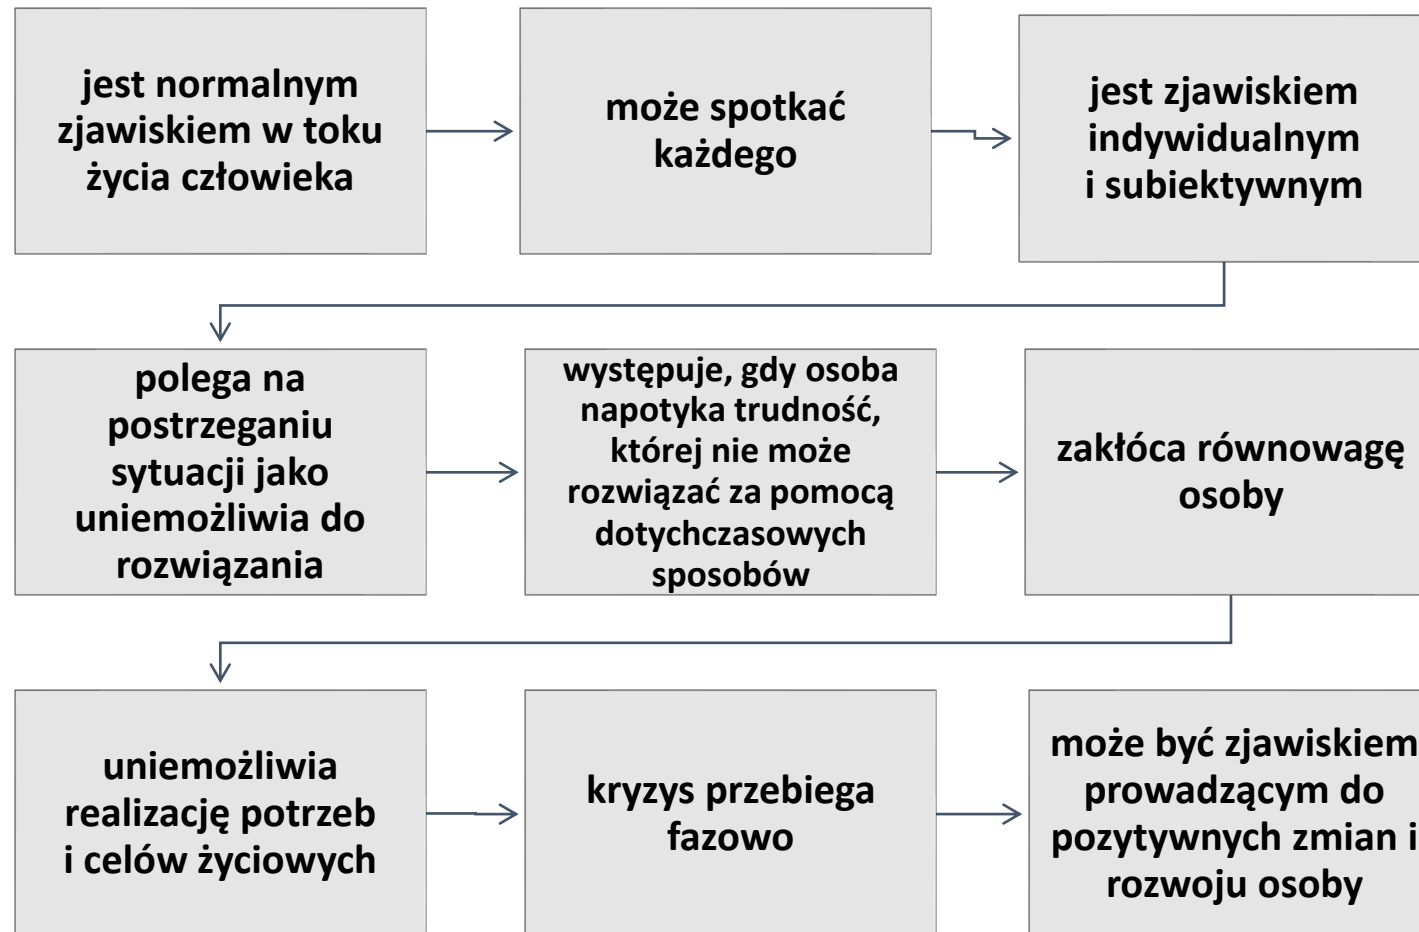 jest normalnym
zjawiskiem w toku
życia człowieka
może spotkać
każdego
jest zjawiskiem
indywidualnym
i subiektywnym
polega na
postrzeganiu
sytuacji jako
uniemożliwia do
rozwiązania
występuje, gdy osoba
napotyka trudność,
której nie może
rozwiązać za pomocą
dotychczasowych
sposobów
zakłóca równowagę
osoby
uniemożliwia
realizację potrzeb
i celów życiowych
kryzys przebiega
fazowo
może być zjawiskiem
prowadzącym do
pozytywnych zmian i
rozwoju osoby